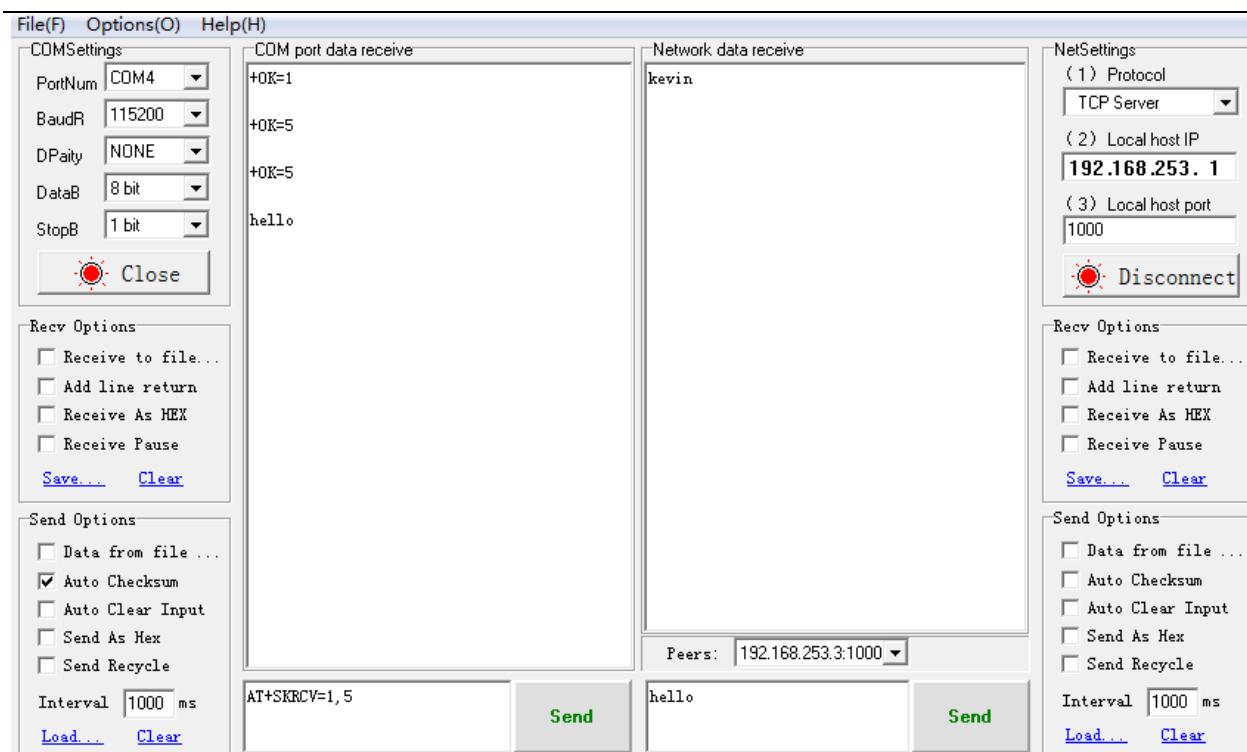 File(F) Options(O) Help(H)
COMSettings
PortNum COM4
BaudR 115200
DPaity NONE
DataB 8 bit
StopB 1 bit
Close
Recv Options
Receive to file...
Add line return
Receive As HEX
Receive Pause
Save... Clear
Send Options
Data from file ...
Auto Checksum
Auto Clear Input
Send As Hex
Send Recycle
Interval 1000 ms
Load... Clear
COM port data receive
+OK=1
+OK=5
+OK=5
hello
AT+SKRCV=1,5
Send
Network data receive
kevin
Peers: 192.168.253.3:1000
hello
Send
NetSettings
(1) Protocol
TCP Server
(2) Local host IP
192.168.253. 1
(3) Local host port
1000
Disconnect
Recv Options
Receive to file...
Add line return
Receive As HEX
Receive Pause
Save... Clear
Send Options
Data from file ...
Auto Checksum
Auto Clear Input
Send As Hex
Send Recycle
Interval 1000 ms
Load... Clear